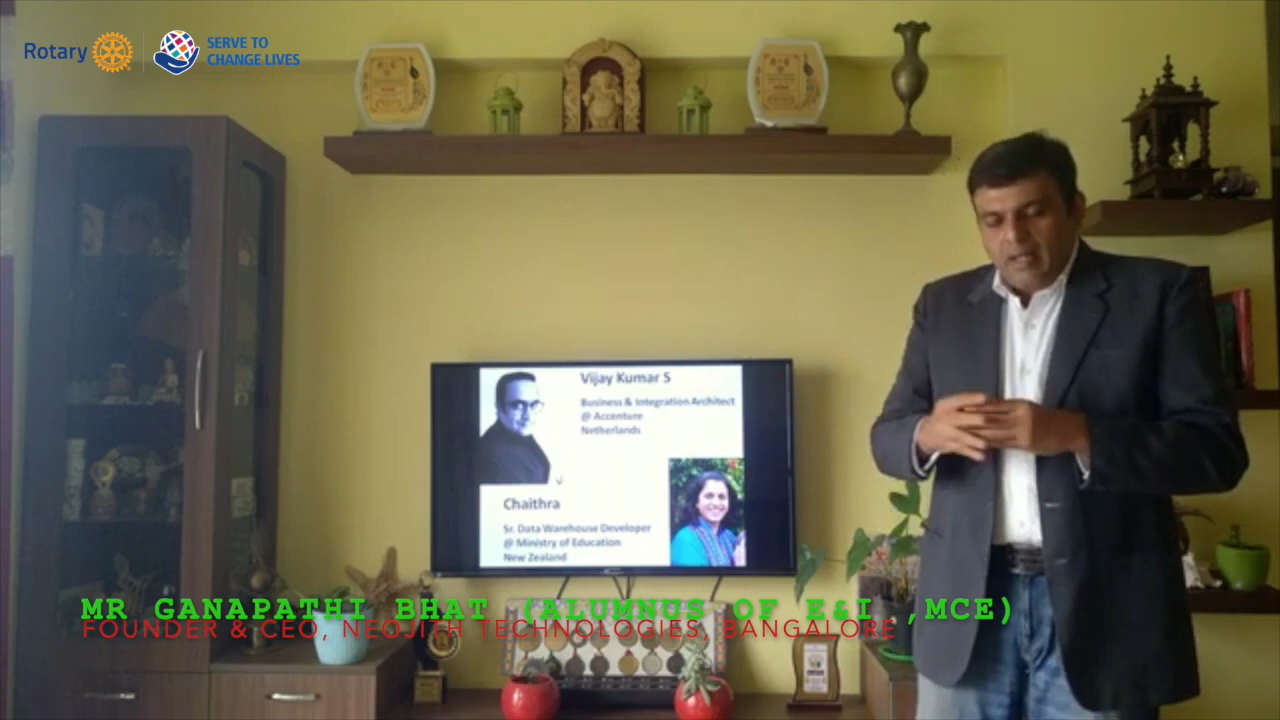 Rotary
SERVE TO
CHANGE LIVES
Vijay Kumar S
Business & Integration Architect
@ Accenture
Netherlands
Chaithra
Sr. Data Warehouse Developer
@ Ministry of Education
New Zealand
MR GANAPATHI BHAT (ALUMNUS OF E&I ,MCE)
FOUNDER & CEO, NEOJITH TECHNOLOGIES, BANGALORE